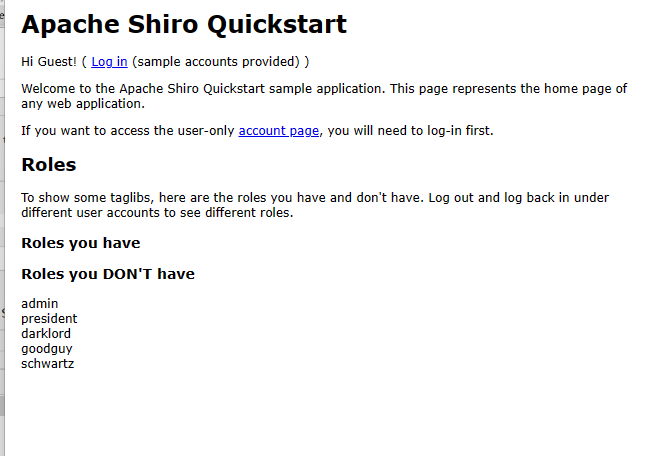 Apache Shiro Quickstart
Hi Guest! ( Log in (sample accounts provided) )
Welcome to the Apache Shiro Quickstart sample application. This page represents the home page of
any web application.
If you want to access the user-only account page, you will need to log-in first.
Roles
To show some taglibs, here are the roles you have and don't have. Log out and log back in under
different user accounts to see different roles.
Roles you have
Roles you DON'T have
admin
president
darklord
goodguy
schwartz